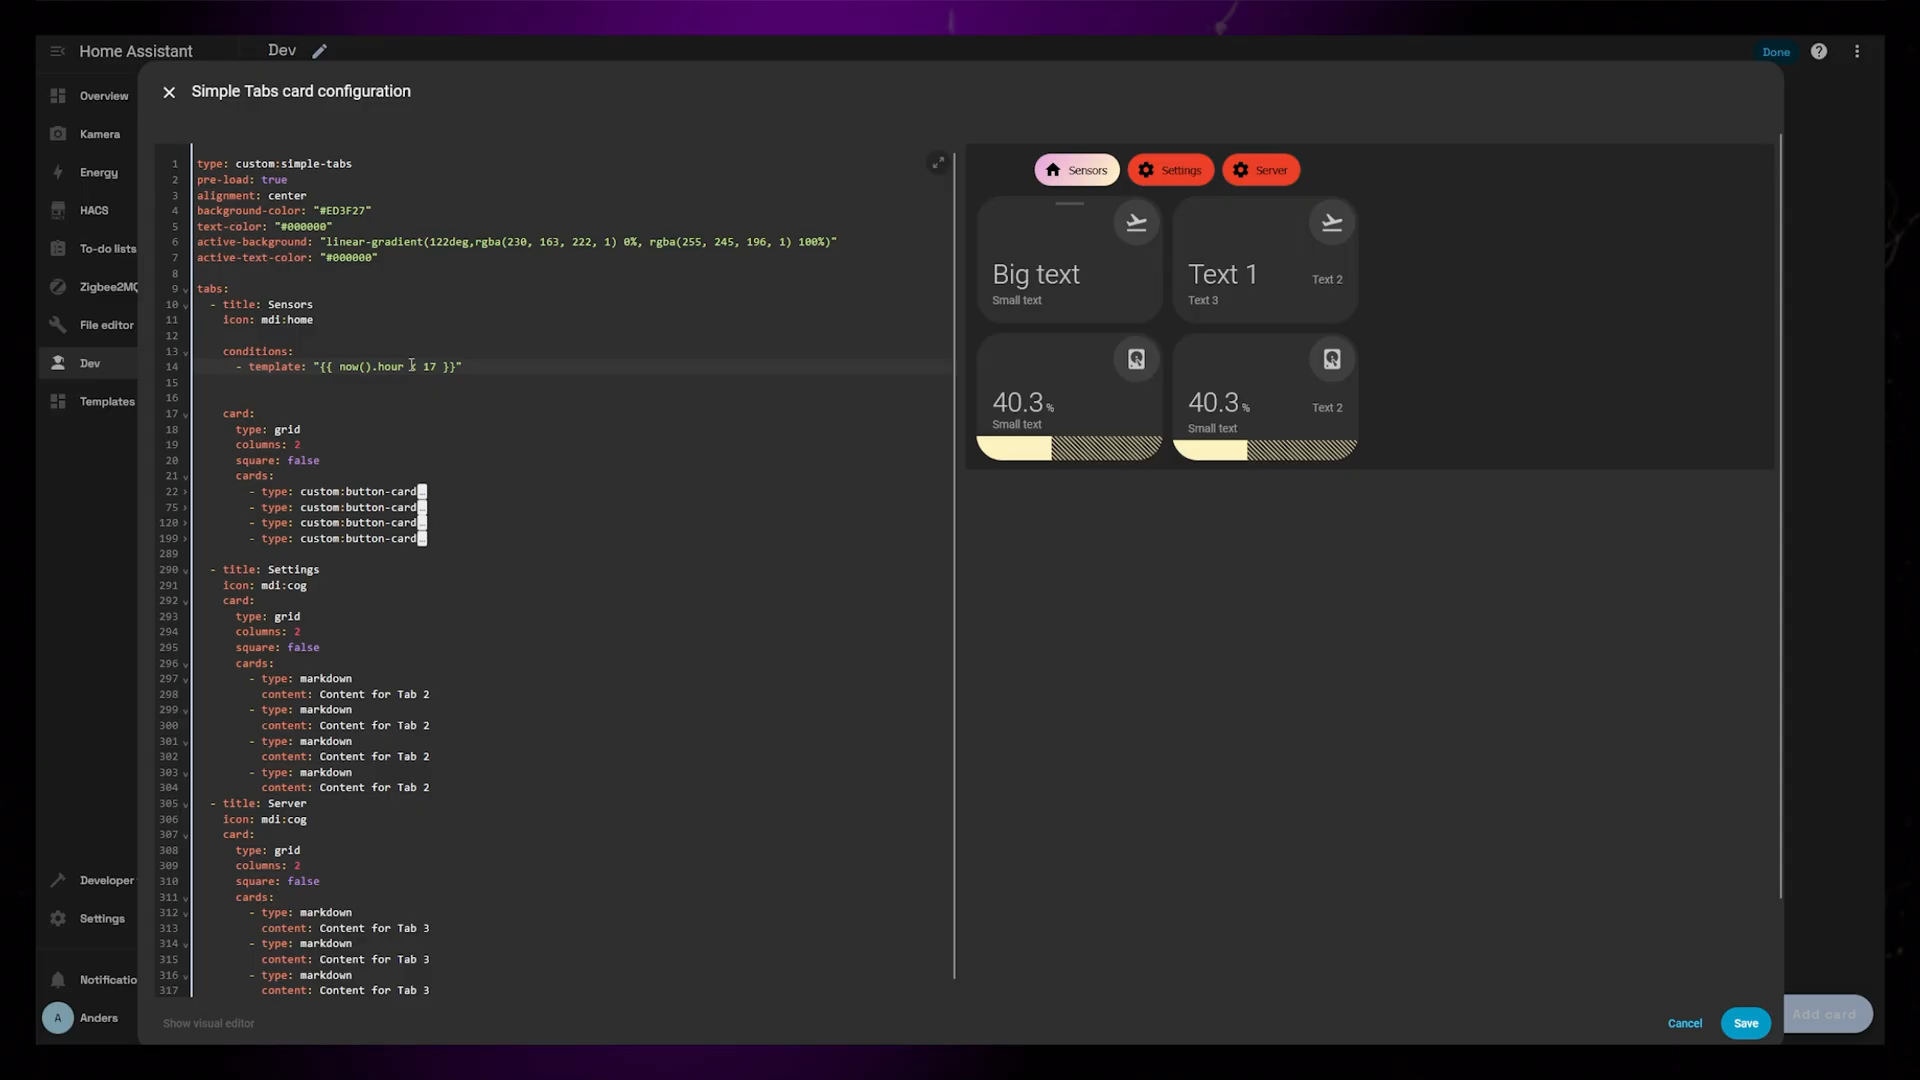 Home Assistant
Dev
Done
Simple Tabs card configuration
Overview
Kamera
Energy
HACS
To-do lists
Zigbee2MQ
File editor
Dev
Templates
Developer
Settings
Notificatio
A
Anders
1 type: custom:simple-tabs
2 pre-load: true
3 alignment: center
4 background-color: "#ED3F27"
5 text-color: "#000000"
6 active-background: "linear-gradient(122deg,rgba(230, 163, 222, 1) 0%, rgba(255, 245, 196, 1) 100%)"
7 active-text-color: "#000000"
8
9 tabs:
10 - title: Sensors
11 icon: mdi:home
12
13 conditions:
14 - template: "{{ now().hour < 17 }}"
15
16
17 card:
18 type: grid
19 columns: 2
20 square: false
21 cards:
22 - type: custom:button-card…
75 - type: custom:button-card…
120 - type: custom:button-card…
199 - type: custom:button-card…
289
290 - title: Settings
291 icon: mdi:cog
292 card:
293 type: grid
294 columns: 2
295 square: false
296 cards:
297 - type: markdown
298 content: Content for Tab 2
299 - type: markdown
300 content: Content for Tab 2
301 - type: markdown
302 content: Content for Tab 2
303 - type: markdown
304 content: Content for Tab 2
305 - title: Server
306 icon: mdi:cog
307 card:
308 type: grid
309 columns: 2
310 square: false
311 cards:
312 - type: markdown
313 content: Content for Tab 3
314 - type: markdown
315 content: Content for Tab 3
316 - type: markdown
317 content: Content for Tab 3
Sensors
Settings
Server
Big text
Small text
Text 1
Text 2
Text 3
40.3 %
Small text
40.3 %
Text 2
Small text
Show visual editor
Cancel
Save
Add card